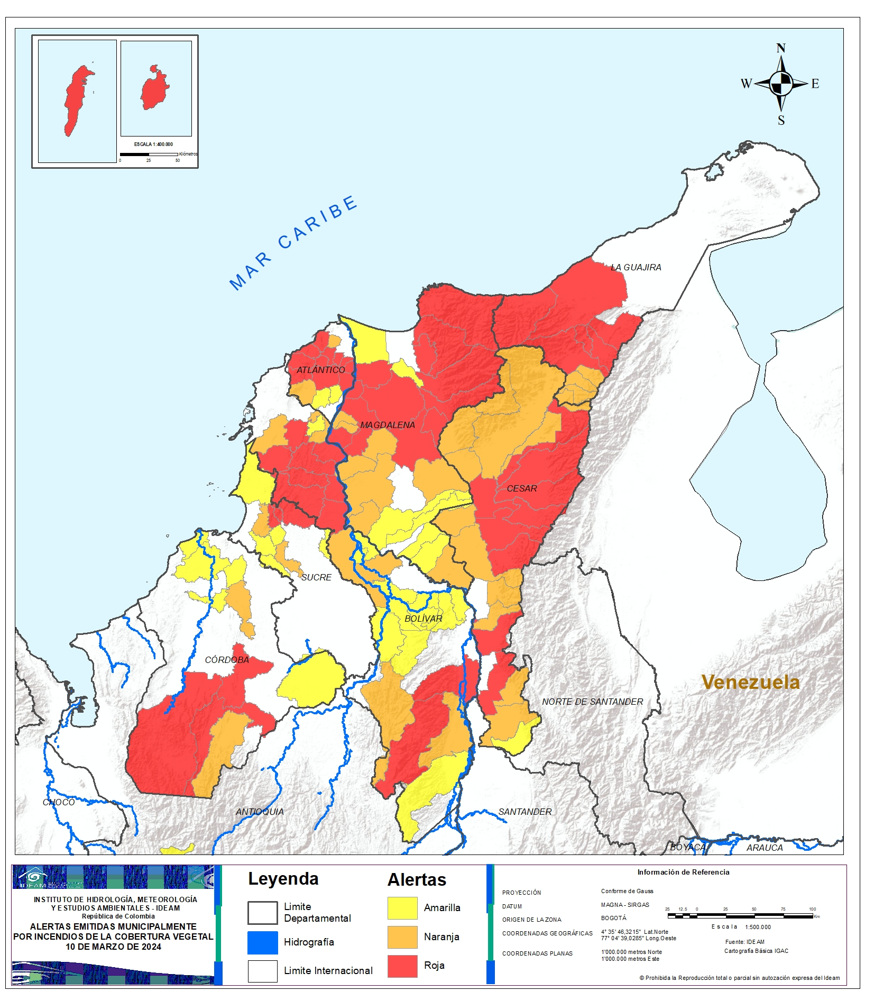 ESCALA 1:400.000
Kilómetros
0 25 50
N
W E
S
MAR CARIBE
LA GUAJIRA
ATLÁNTICO
MAGDALENA
CESAR
SUCRE
BOLÍVAR
CÓRDOBA
Venezuela
NORTE DE SANTANDER
CHOCÓ
ANTIOQUIA
SANTANDER
BOYACÁ
ARAUCA
IDEAM
INSTITUTO DE HIDROLOGÍA, METEOROLOGÍA
Y ESTUDIOS AMBIENTALES - IDEAM
República de Colombia
ALERTAS EMITIDAS MUNICIPALMENTE
POR INCENDIOS DE LA COBERTURA VEGETAL
10 DE MARZO DE 2024
Leyenda
Limite
Departamental
Hidrografía
Limite Internacional
Alertas
Amarilla
Naranja
Roja
Información de Referencia
PROYECCIÓN Conforme de Gauss
DATUM MAGNA - SIRGAS
ORIGEN DE LA ZONA BOGOTÁ
COORDENADAS GEOGRÁFICAS 4° 35' 46,3215" Lat.Norte
77° 04' 39,0285" Long.Oeste
COORDENADAS PLANAS 1'000.000 metros Norte
1'000.000 metros Este
25 12.5 0 25 50 75 100
Km
Escala 1:500.000
Fuente: IDEAM
Cartografía Básica IGAC
© Prohibida la Reproducción total o parcial sin autozación expresa del Ideam